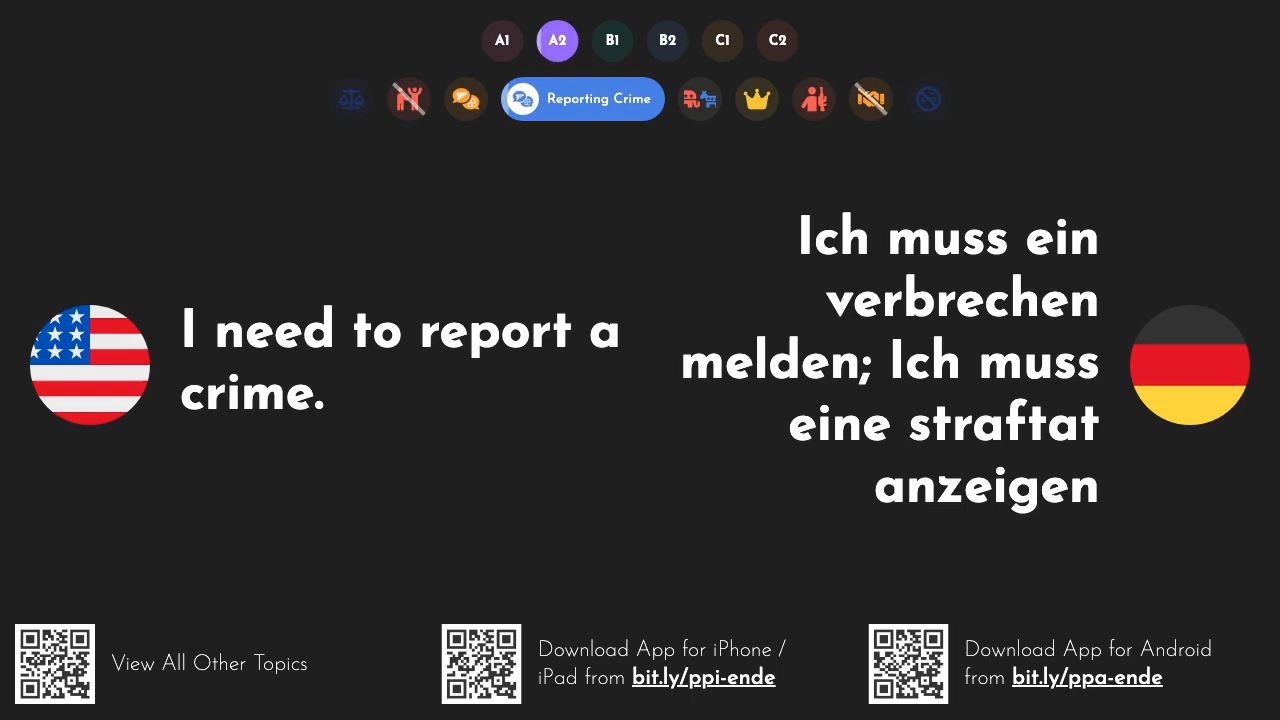 A1 A2 B1 B2 C1 C2
Reporting Crime
I need to report a
crime.
Ich muss ein
verbrechen
melden; Ich muss
eine straftat
anzeigen
View All Other Topics
Download App for iPhone /
iPad from bit.ly/ppi-ende
Download App for Android
from bit.ly/ppa-ende